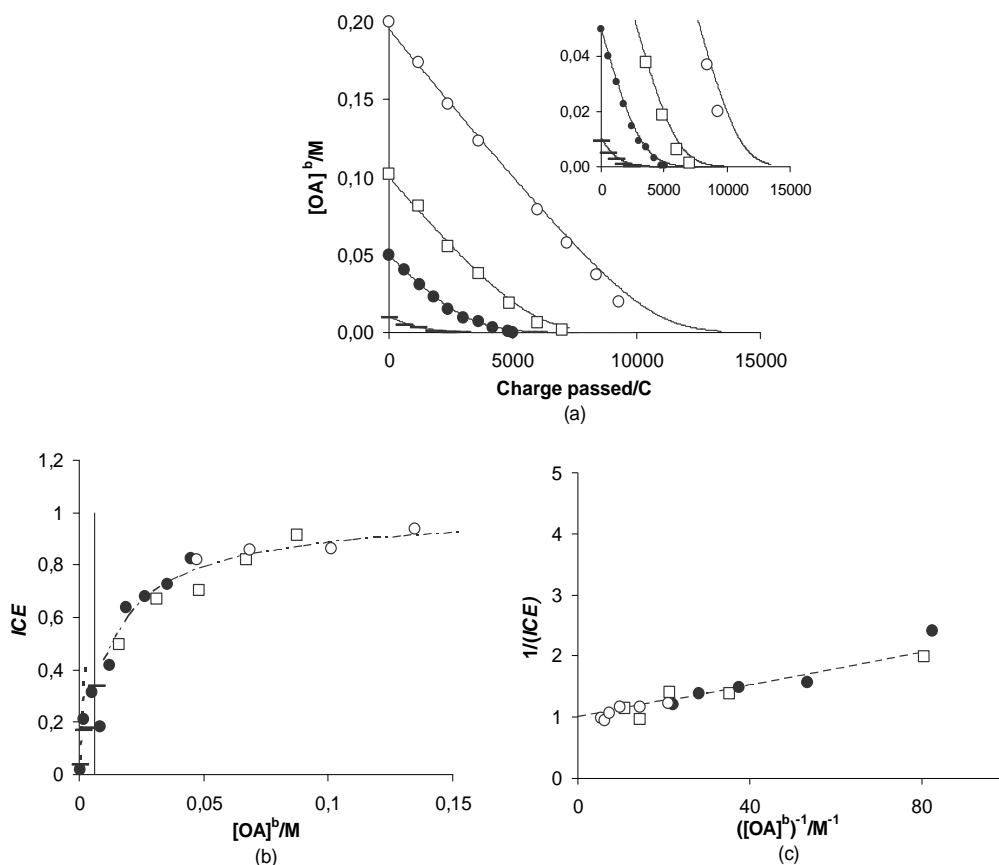 0,20
0,15
0,10
0,05
0,00
[OA]ᵇ/M
0 5000 10000 15000
Charge passed/C
(a)
0,04
0,02
0,00
0 5000 10000 15000
1,2
1
0,8
0,6
0,4
0,2
0
ICE
0 0,05 0,1 0,15
[OA]ᵇ/M
(b)
5
4
3
2
1
0
1/(ICE)
0 40 80
([OA]ᵇ)⁻¹/M⁻¹
(c)